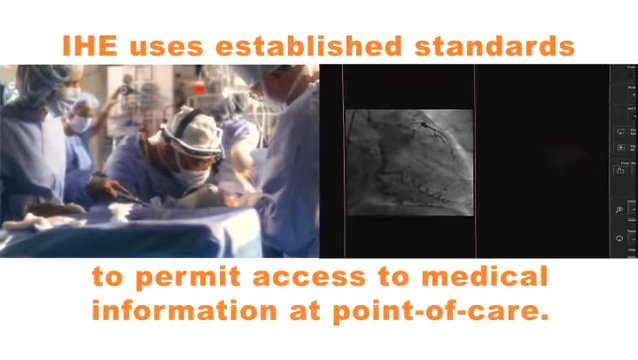 IHE uses established standards
to permit access to medical
information at point-of-care.